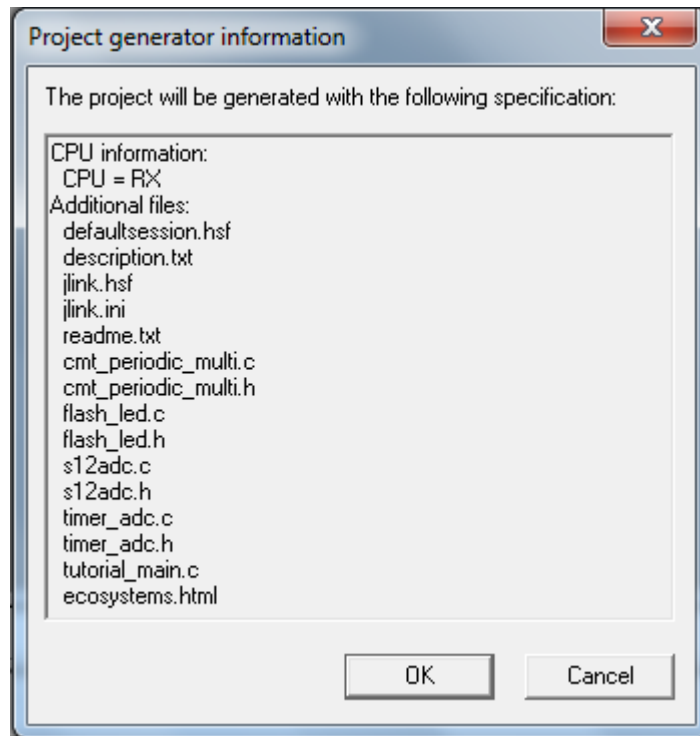 Project generator information
The project will be generated with the following specification:
CPU information:
CPU = RX
Additional files:
defaultsession.hsf
description.txt
jlink.hsf
jlink.ini
readme.txt
cmt_periodic_multi.c
cmt_periodic_multi.h
flash_led.c
flash_led.h
s12adc.c
s12adc.h
timer_adc.c
timer_adc.h
tutorial_main.c
ecosystems.html
OK Cancel